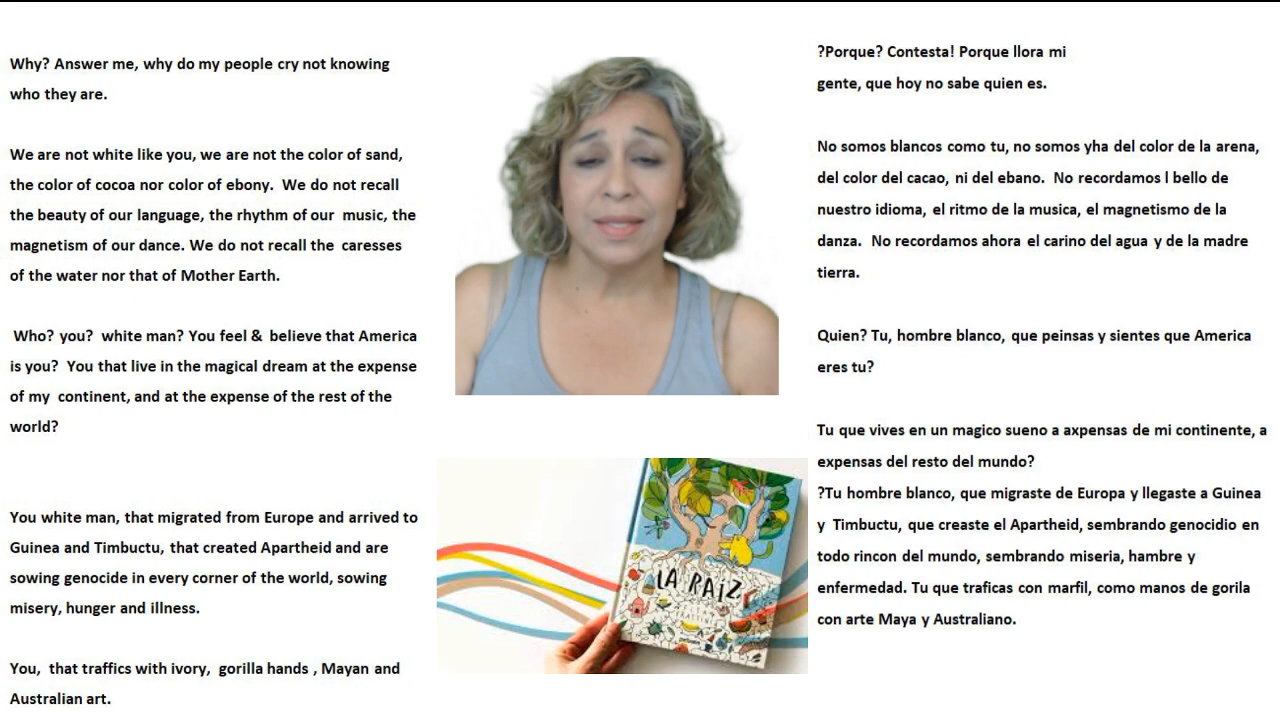 Why? Answer me, why do my people cry not knowing
who they are.
We are not white like you, we are not the color of sand,
the color of cocoa nor color of ebony. We do not recall
the beauty of our language, the rhythm of our music, the
magnetism of our dance. We do not recall the caresses
of the water nor that of Mother Earth.
Who? you? white man? You feel & believe that America
is you? You that live in the magical dream at the expense
of my continent, and at the expense of the rest of the
world?
You white man, that migrated from Europe and arrived to
Guinea and Timbuctu, that created Apartheid and are
sowing genocide in every corner of the world, sowing
misery, hunger and illness.
You, that traffics with ivory, gorilla hands , Mayan and
Australian art.
LA RAÍZ
?Porque? Contesta! Porque llora mi
gente, que hoy no sabe quien es.
No somos blancos como tu, no somos yha del color de la arena,
del color del cacao, ni del ebano. No recordamos l bello de
nuestro idioma, el ritmo de la musica, el magnetismo de la
danza. No recordamos ahora el carino del agua y de la madre
tierra.
Quien? Tu, hombre blanco, que peinsas y sientes que America
eres tu?
Tu que vives en un magico sueno a axpensas de mi continente, a
expensas del resto del mundo?
?Tu hombre blanco, que migraste de Europa y llegaste a Guinea
y Timbuctu, que creaste el Apartheid, sembrando genocidio en
todo rincon del mundo, sembrando miseria, hambre y
enfermedad. Tu que traficas con marfil, como manos de gorila
con arte Maya y Australiano.